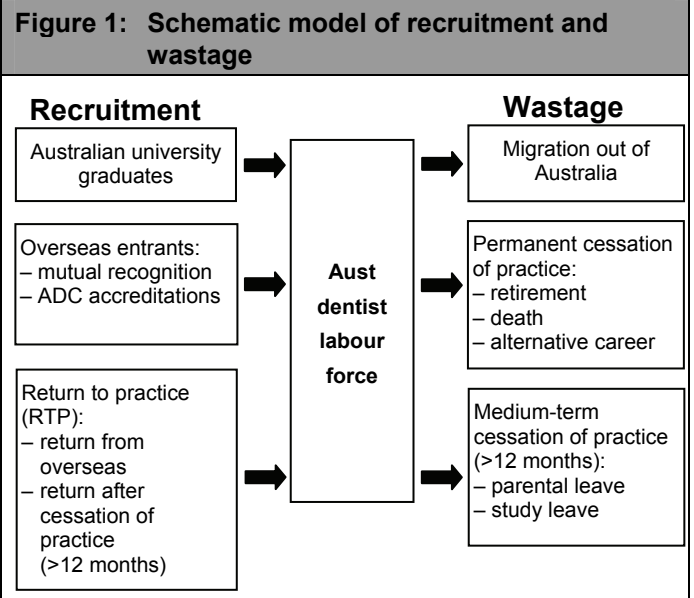 Figure 1: Schematic model of recruitment and
wastage
Recruitment
Australian university
graduates
Overseas entrants:
– mutual recognition
– ADC accreditations
Return to practice
(RTP):
– return from
overseas
– return after
cessation of
practice
(>12 months)
Aust
dentist
labour
force
Wastage
Migration out of
Australia
Permanent cessation
of practice:
– retirement
– death
– alternative career
Medium-term
cessation of practice
(>12 months):
– parental leave
– study leave